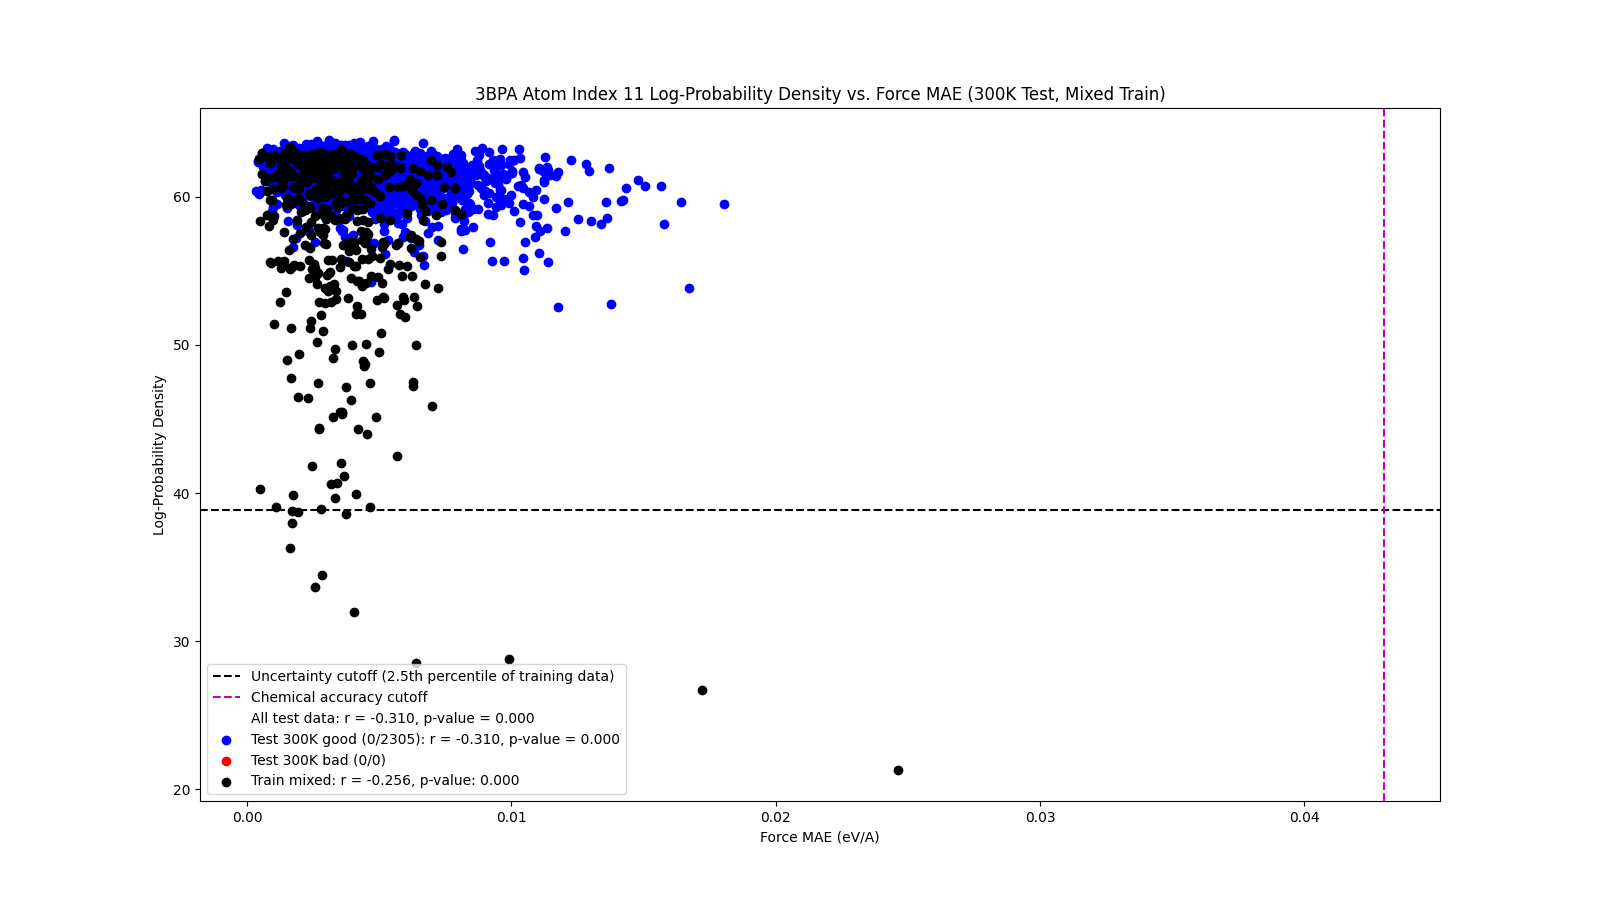 3BPA Atom Index 11 Log-Probability Density vs. Force MAE (300K Test, Mixed Train)
Log-Probability Density
60
50
40
30
20
Uncertainty cutoff (2.5th percentile of training data)
Chemical accuracy cutoff
All test data: r = -0.310, p-value = 0.000
Test 300K good (0/2305): r = -0.310, p-value = 0.000
Test 300K bad (0/0)
Train mixed: r = -0.256, p-value: 0.000
0.00 0.01 0.02 0.03 0.04
Force MAE (eV/A)